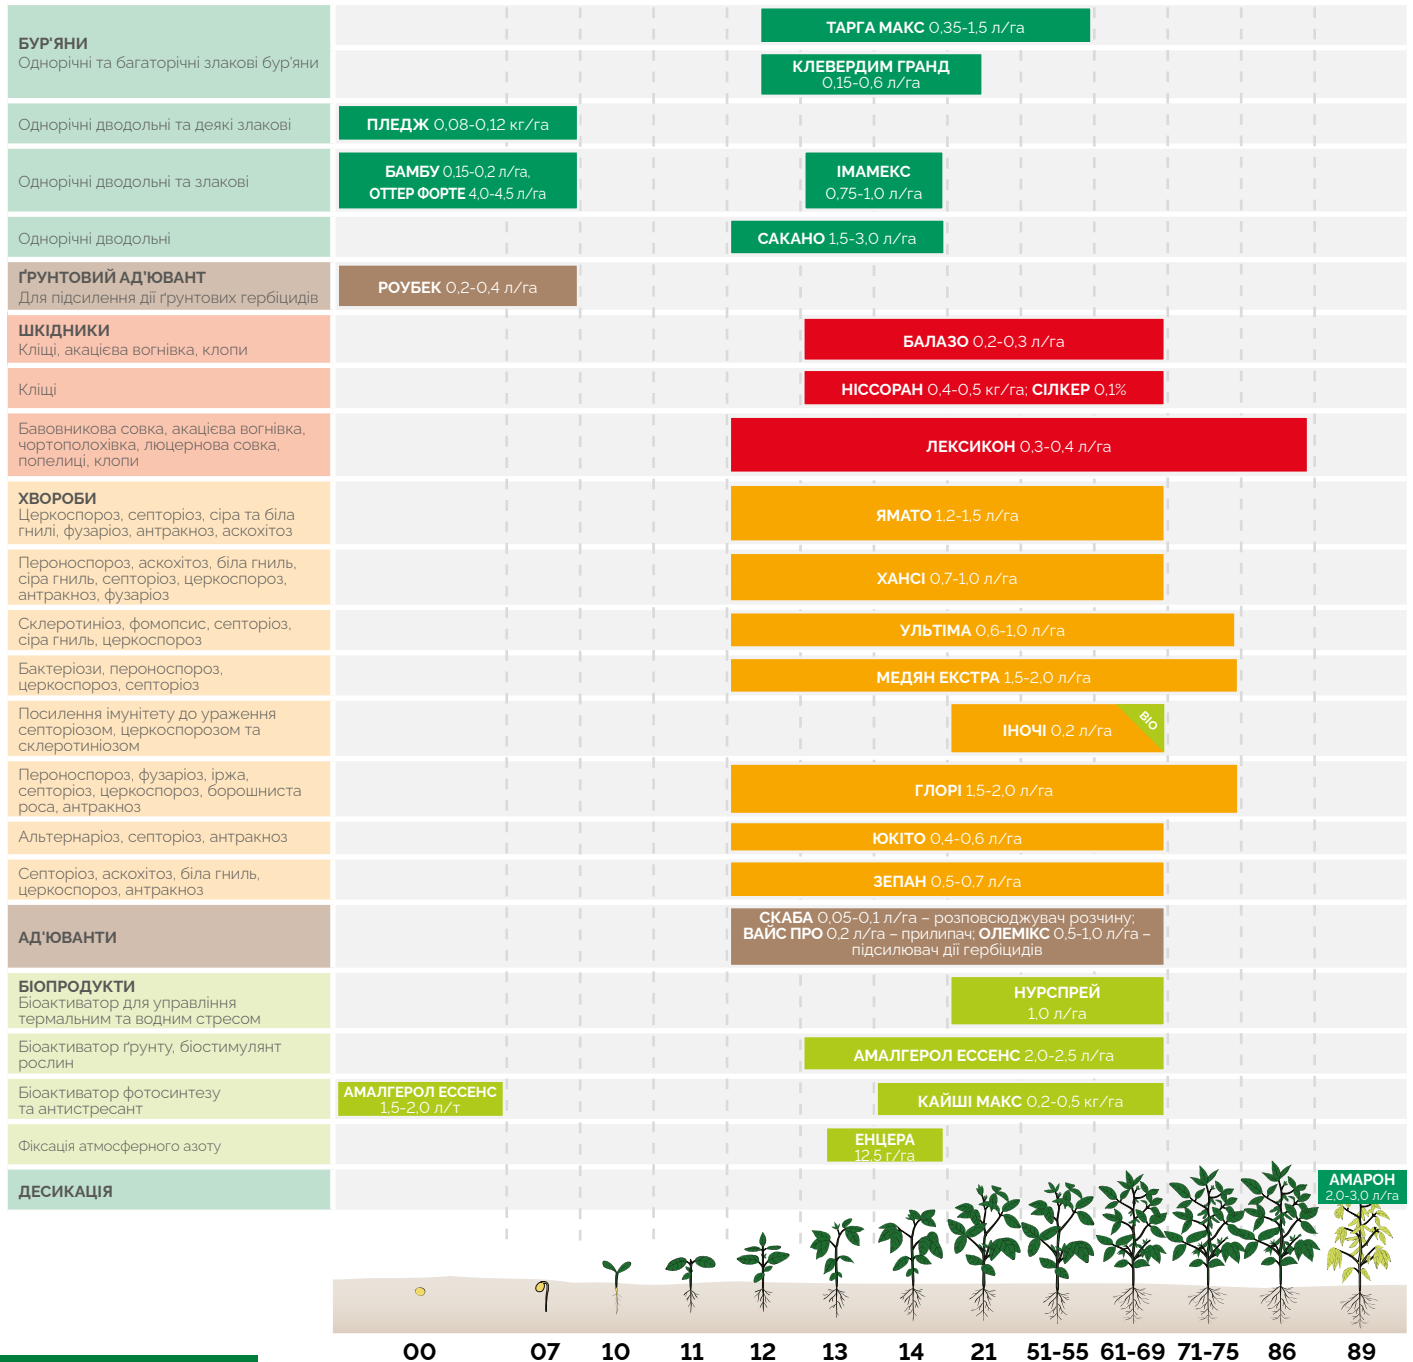 БУР'ЯНИ
Однорічні та багаторічні злакові бур'яни
ТАРГА МАКС 0,35-1,5 л/га
КЛЕВЕРДИМ ГРАНД
0,15-0,6 л/га
Однорічні дводольні та деякі злакові
ПЛЕДЖ 0,08-0,12 кг/га
Однорічні дводольні та злакові
БАМБУ 0,15-0,2 л/га,
ОТТЕР ФОРТЕ 4,0-4,5 л/га
ІМАМЕКС
0,75-1,0 л/га
Однорічні дводольні
САКАНО 1,5-3,0 л/га
ҐРУНТОВИЙ АД'ЮВАНТ
Для підсилення дії ґрунтових гербіцидів
РОУБЕК 0,2-0,4 л/га
ШКІДНИКИ
Кліщі, акацієва вогнівка, клопи
БАЛАЗО 0,2-0,3 л/га
Кліщі
НІССОРАН 0,4-0,5 кг/га; СІЛКЕР 0,1%
Бавовникова совка, акацієва вогнівка,
чортополохівка, люцернова совка,
попелиці, клопи
ЛЕКСИКОН 0,3-0,4 л/га
ХВОРОБИ
Церкоспороз, септоріоз, сіра та біла
гнилі, фузаріоз, антракноз, аскохітоз
ЯМАТО 1,2-1,5 л/га
Пероноспороз, аскохітоз, біла гниль,
сіра гниль, септоріоз, церкоспороз,
антракноз, фузаріоз
ХАНСІ 0,7-1,0 л/га
Склеротиніоз, фомопсис, септоріоз,
сіра гниль, церкоспороз
УЛЬТІМА 0,6-1,0 л/га
Бактеріози, пероноспороз,
церкоспороз, септоріоз
МЕДЯН ЕКСТРА 1,5-2,0 л/га
Посилення імунітету до ураження
септоріозом, церкоспорозом та
склеротиніозом
ІНОЧІ 0,2 л/га
BIO
Пероноспороз, фузаріоз, іржа,
септоріоз, церкоспороз, борошниста
роса, антракноз
ГЛОРІ 1,5-2,0 л/га
Альтернаріоз, септоріоз, антракноз
ЮКІТО 0,4-0,6 л/га
Септоріоз, аскохітоз, біла гниль,
церкоспороз, антракноз
ЗЕПАН 0,5-0,7 л/га
АД'ЮВАНТИ
СКАБА 0,05-0,1 л/га – розповсюджувач розчину;
ВАЙС ПРО 0,2 л/га – прилипач; ОЛЕМІКС 0,5-1,0 л/га –
підсилювач дії гербіцидів
БІОПРОДУКТИ
Біоактиватор для управління
термальним та водним стресом
НУРСПРЕЙ
1,0 л/га
Біоактиватор ґрунту, біостимулянт
рослин
АМАЛГЕРОЛ ЕССЕНС 2,0-2,5 л/га
Біоактиватор фотосинтезу
та антистресант
АМАЛГЕРОЛ ЕССЕНС
1,5-2,0 л/т
КАЙШІ МАКС 0,2-0,5 кг/га
Фіксація атмосферного азоту
ЕНЦЕРА
12,5 г/га
ДЕСИКАЦІЯ
АМАРОН
2,0-3,0 л/га
00 07 10 11 12 13 14 21 51-55 61-69 71-75 86 89